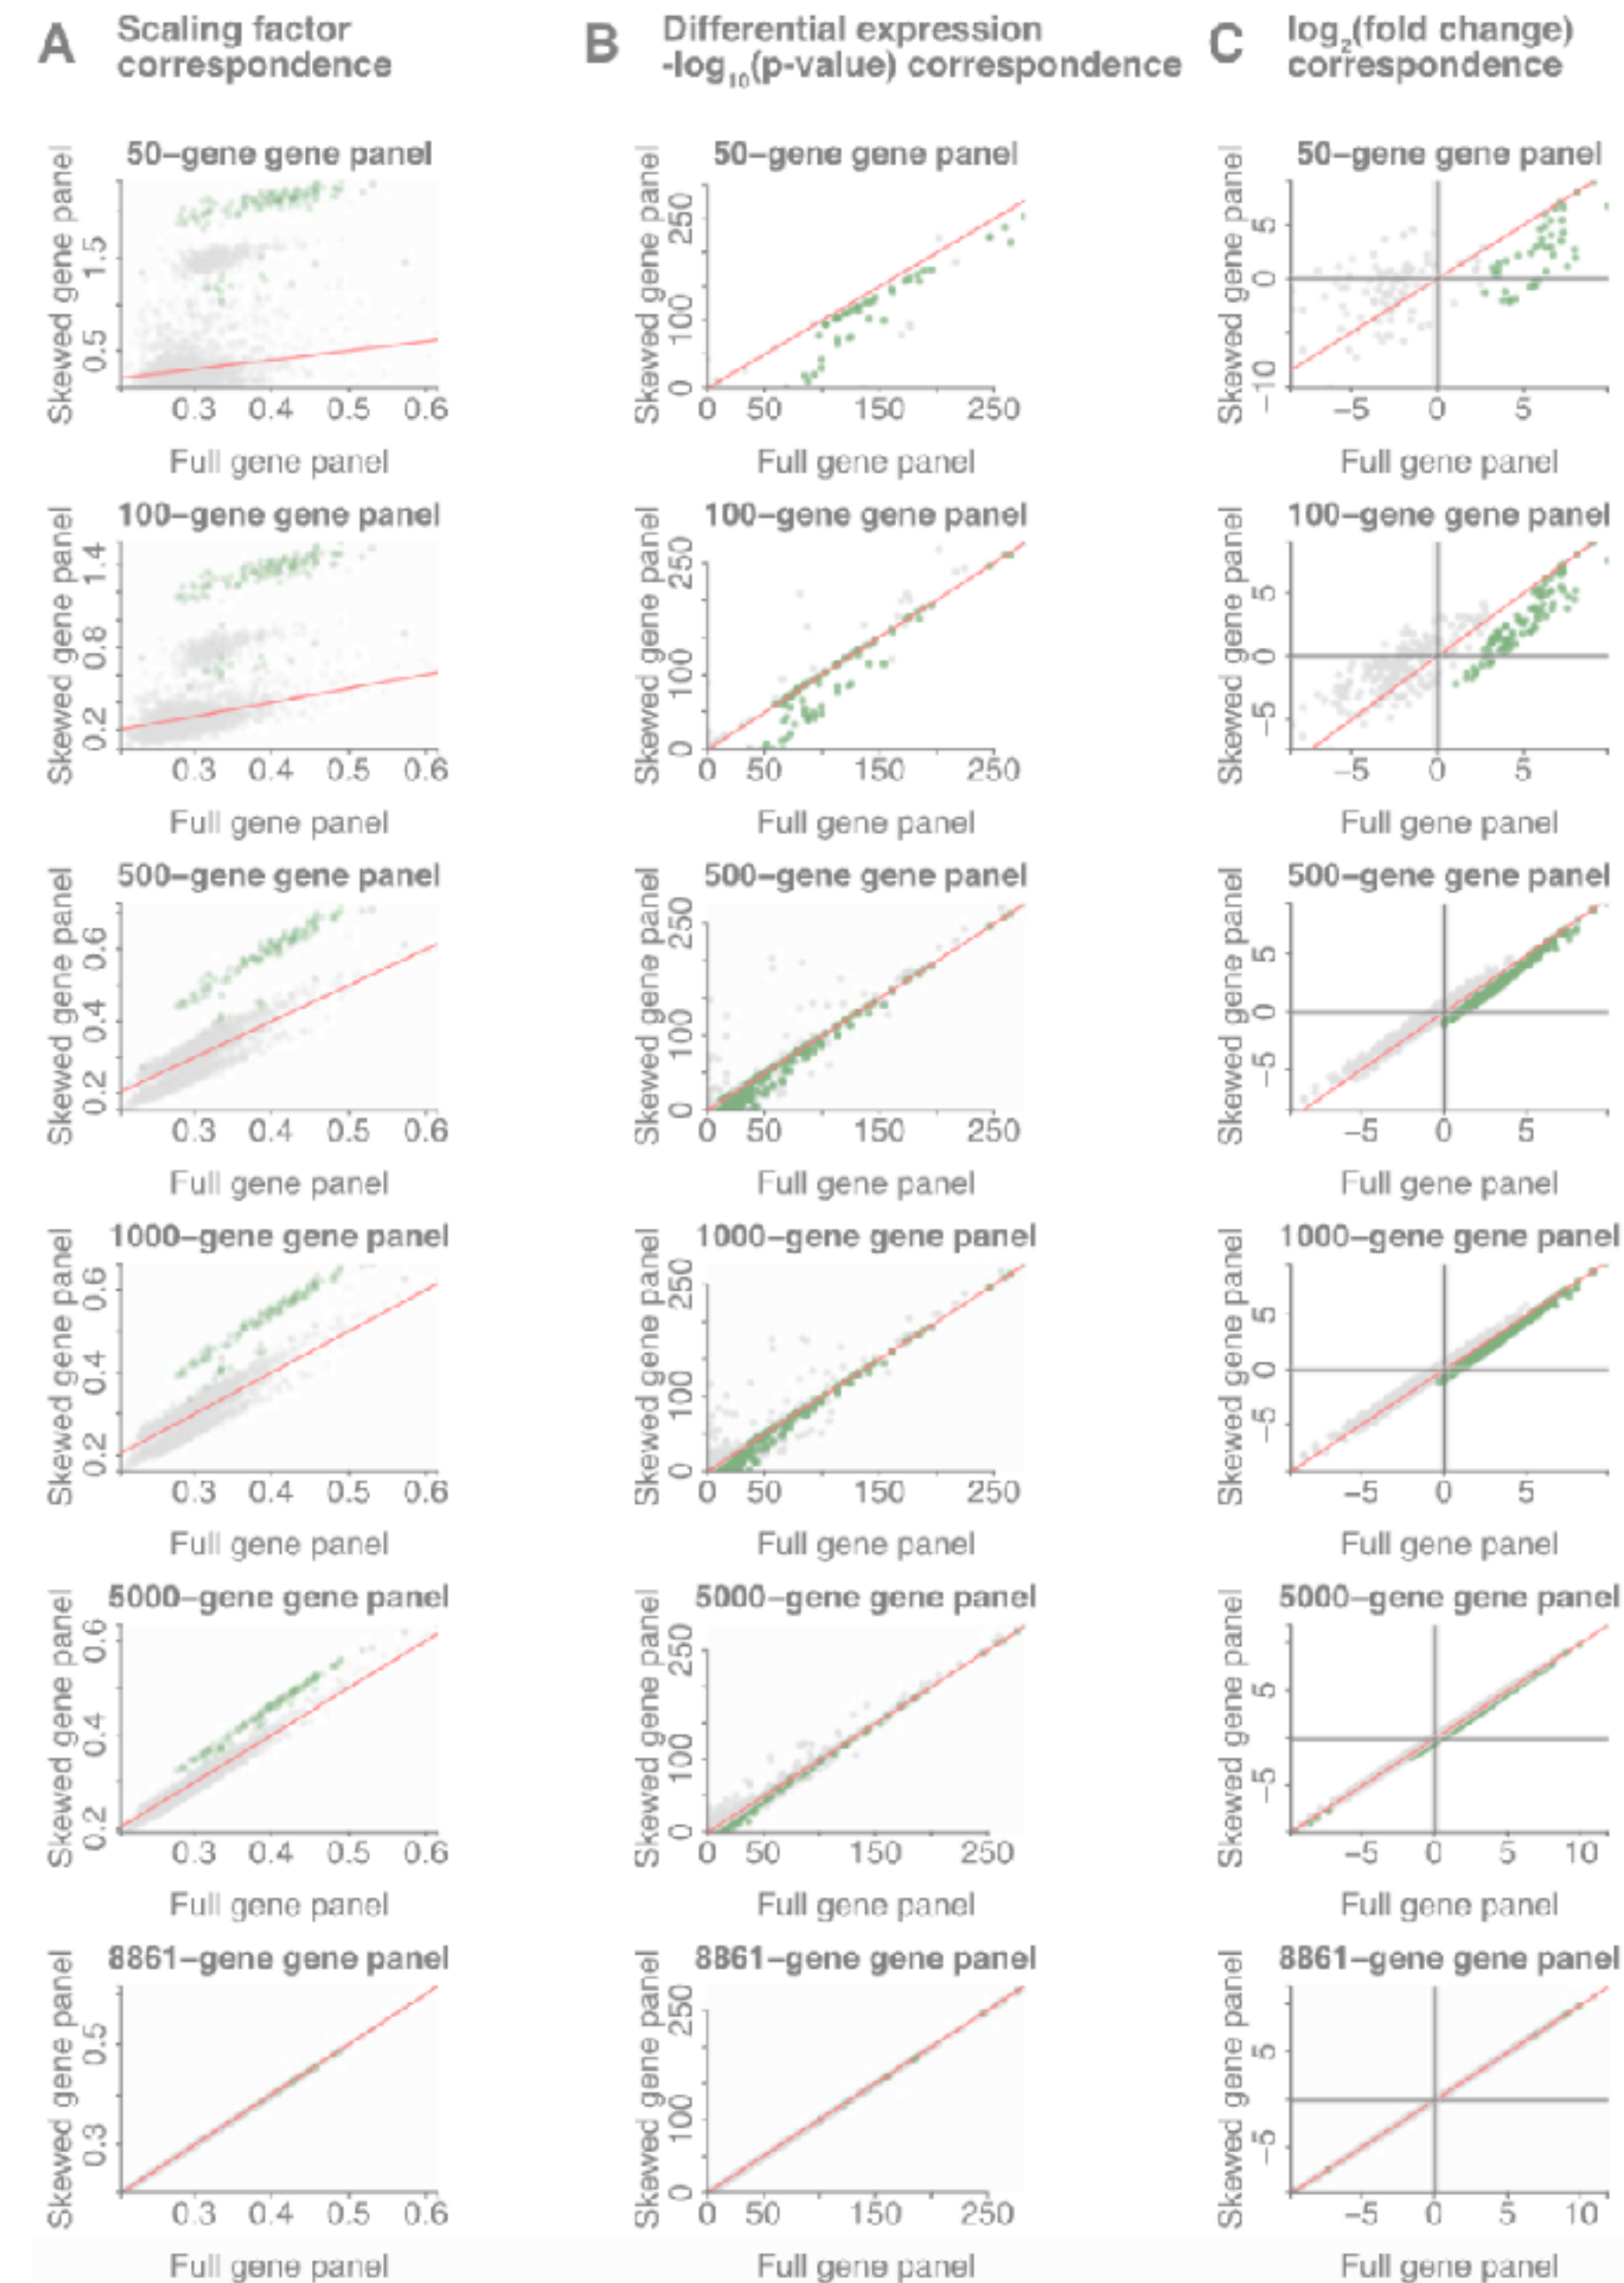 A Scaling factor correspondence
B Differential expression -log10(p-value) correspondence
C log2(fold change) correspondence
50–gene gene panel
Skewed gene panel
0.5 1.5
0.3 0.4 0.5 0.6
Full gene panel
50–gene gene panel
Skewed gene panel
0 100 250
0 50 150 250
Full gene panel
50–gene gene panel
Skewed gene panel
−10 0 5
−5 0 5
Full gene panel
100–gene gene panel
Skewed gene panel
0.2 0.8 1.4
0.3 0.4 0.5 0.6
Full gene panel
100–gene gene panel
Skewed gene panel
0 100 250
0 50 150 250
Full gene panel
100–gene gene panel
Skewed gene panel
−5 0 5
−5 0 5
Full gene panel
500–gene gene panel
Skewed gene panel
0.2 0.4 0.6
0.3 0.4 0.5 0.6
Full gene panel
500–gene gene panel
Skewed gene panel
0 100 250
0 50 150 250
Full gene panel
500–gene gene panel
Skewed gene panel
−5 0 5
−5 0 5
Full gene panel
1000–gene gene panel
Skewed gene panel
0.2 0.4 0.6
0.3 0.4 0.5 0.6
Full gene panel
1000–gene gene panel
Skewed gene panel
0 100 250
0 50 150 250
Full gene panel
1000–gene gene panel
Skewed gene panel
−5 0 5
−5 0 5
Full gene panel
5000–gene gene panel
Skewed gene panel
0.2 0.4 0.6
0.3 0.4 0.5 0.6
Full gene panel
5000–gene gene panel
Skewed gene panel
0 100 250
0 50 150 250
Full gene panel
5000–gene gene panel
Skewed gene panel
−5 5
−5 0 5 10
Full gene panel
8861–gene gene panel
Skewed gene panel
0.3 0.5
0.3 0.4 0.5 0.6
Full gene panel
8861–gene gene panel
Skewed gene panel
0 100 250
0 50 150 250
Full gene panel
8861–gene gene panel
Skewed gene panel
−5 5
−5 0 5 10
Full gene panel